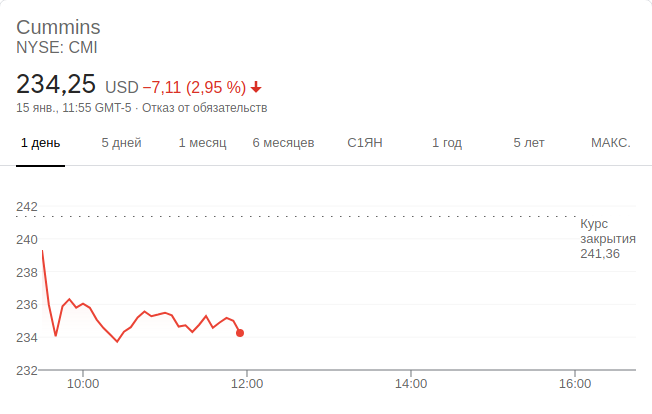 Cummins
NYSE: CMI
234,25 USD −7,11 (2,95 %)
15 янв., 11:55 GMT-5 · Отказ от обязательств
1 день 5 дней 1 месяц 6 месяцев С1ЯН 1 год 5 лет МАКС.
242
Курс
закрытия
241,36
240
238
236
234
232
10:00 12:00 14:00 16:00